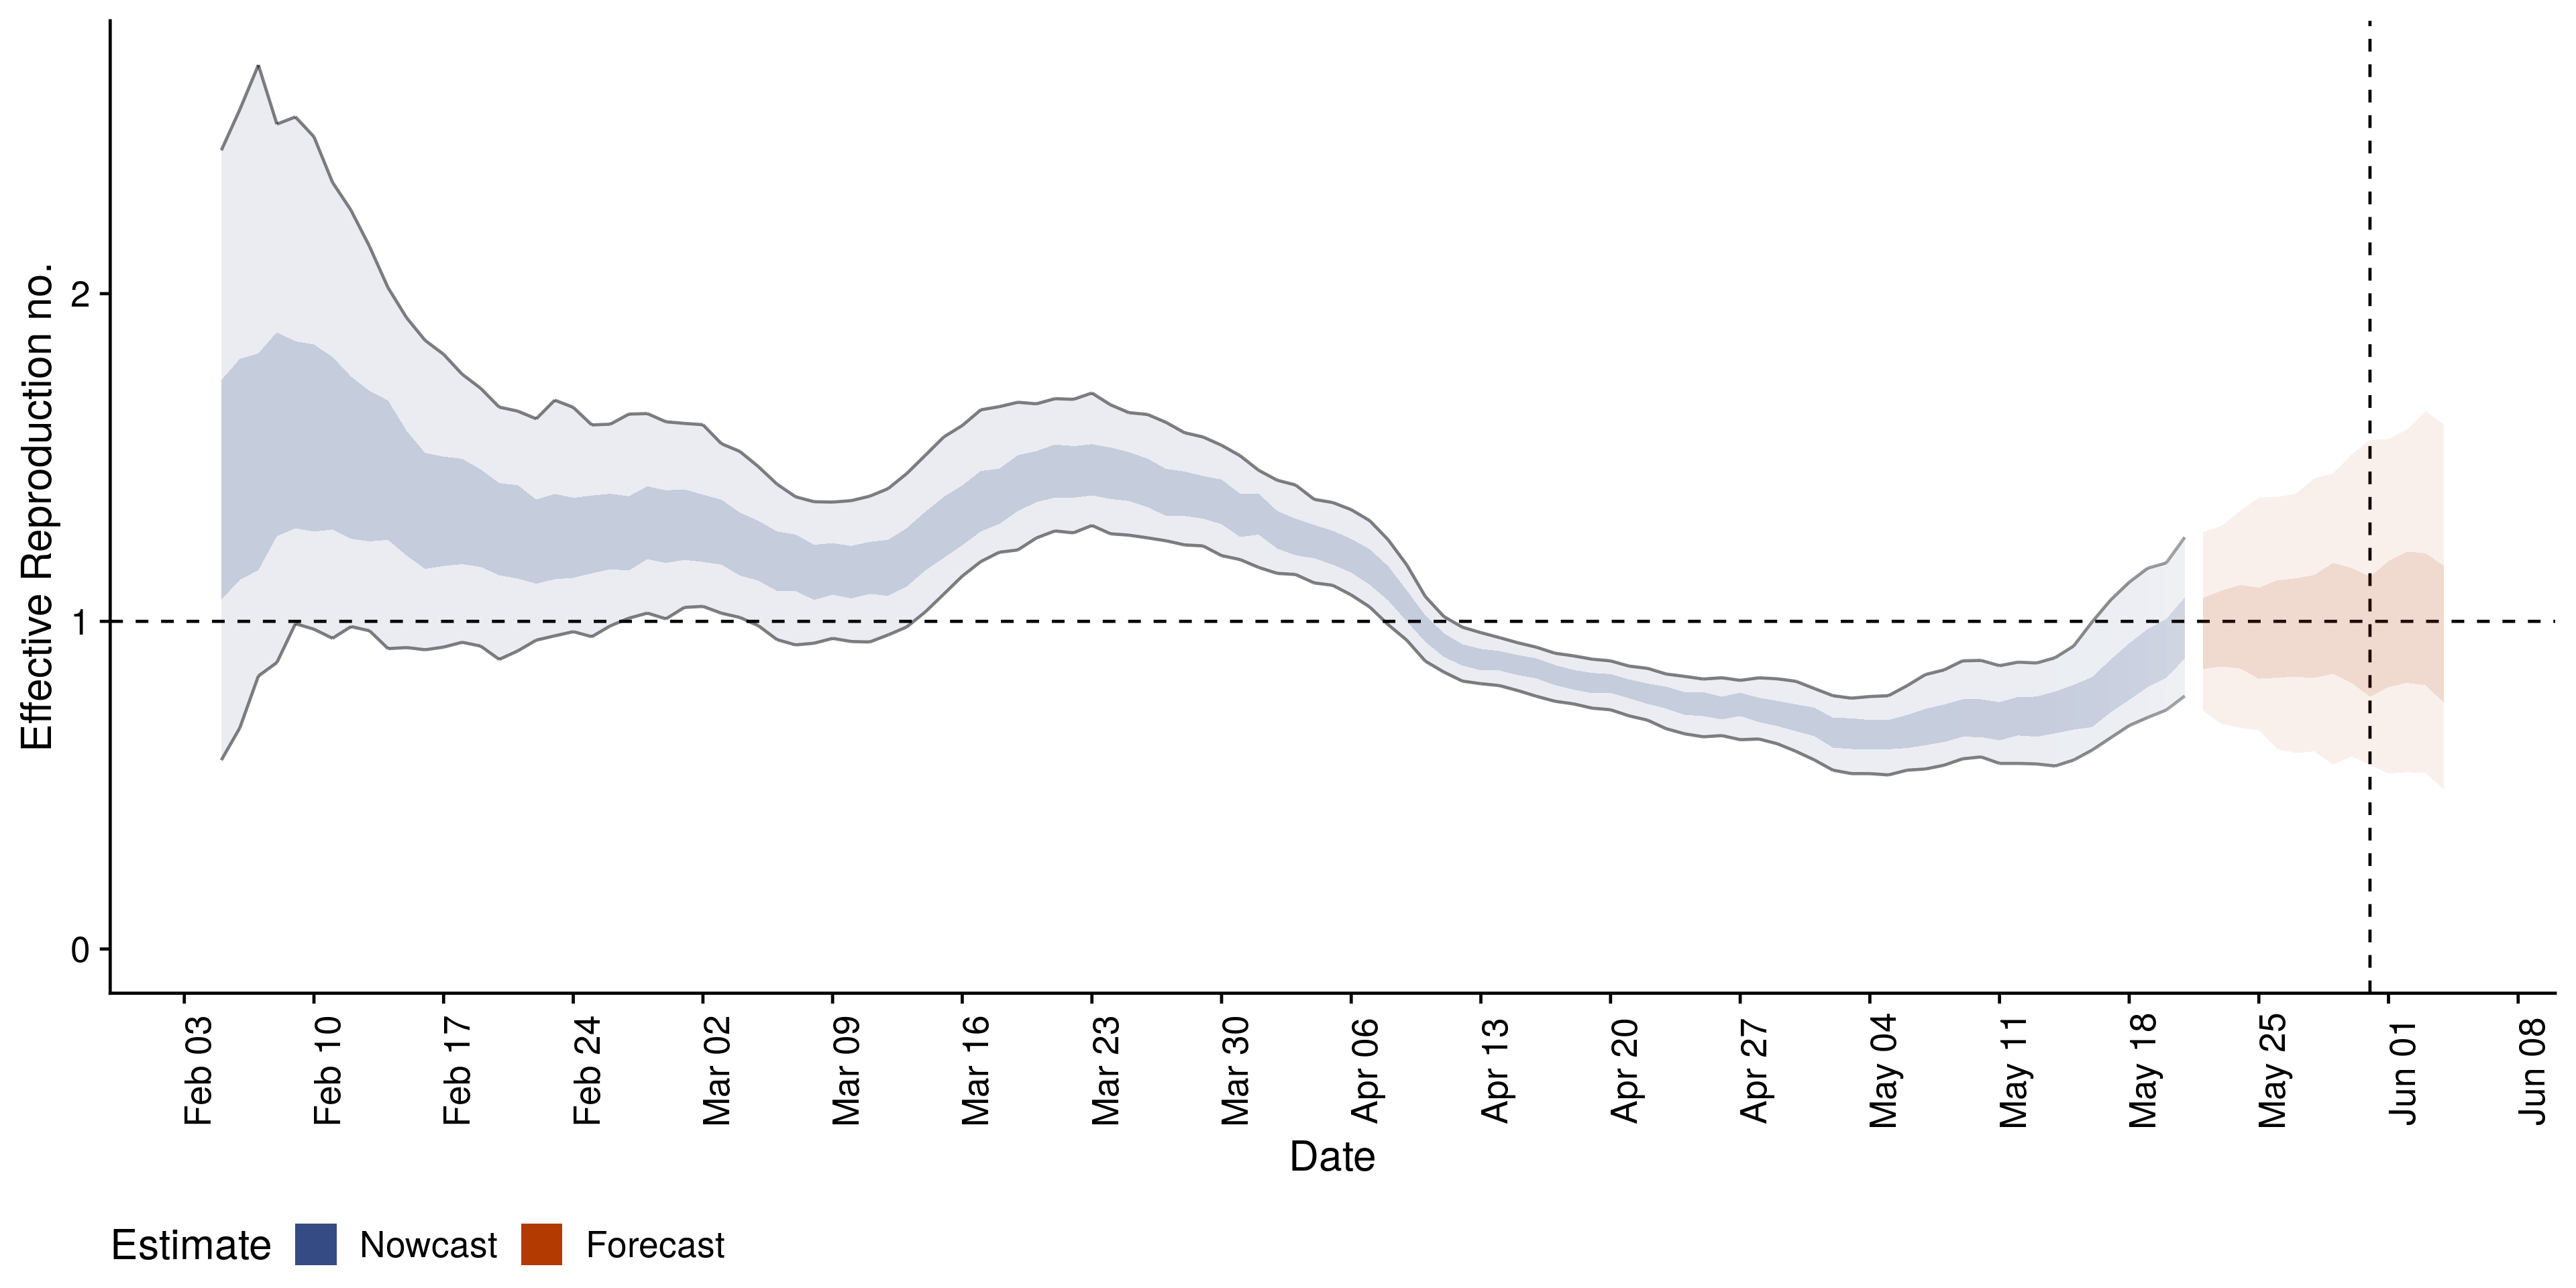 Effective Reproduction no.
2
1
0
Feb 03
Feb 10
Feb 17
Feb 24
Mar 02
Mar 09
Mar 16
Mar 23
Mar 30
Apr 06
Apr 13
Apr 20
Apr 27
May 04
May 11
May 18
May 25
Jun 01
Jun 08
Date
Estimate Nowcast Forecast